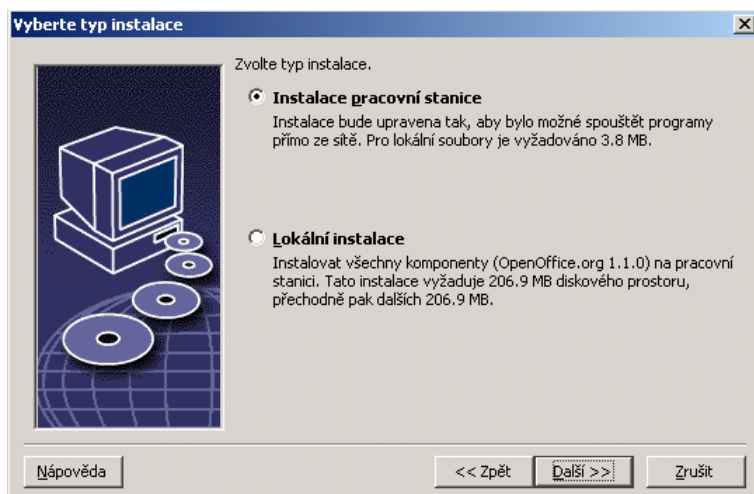 Vyberte typ instalace
Zvolte typ instalace.
Instalace pracovní stanice
Instalace bude upravena tak, aby bylo možné spouštět programy
přímo ze sítě. Pro lokální soubory je vyžadováno 3.8 MB.
Lokální instalace
Instalovat všechny komponenty (OpenOffice.org 1.1.0) na pracovní
stanici. Tato instalace vyžaduje 206.9 MB diskového prostoru,
přechodně pak dalších 206.9 MB.
Nápověda
<< Zpět
Další >>
Zrušit